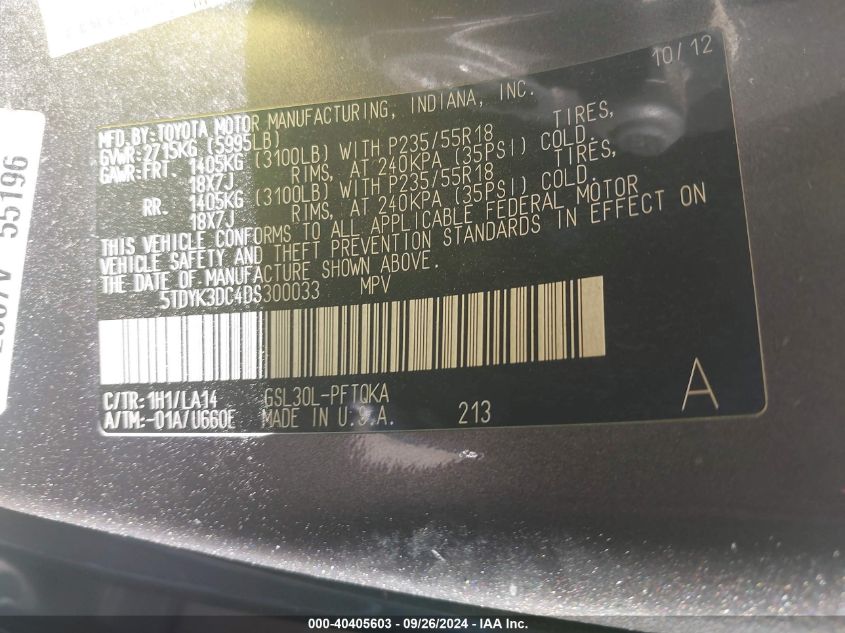 10/12
MFD.BY:TOYOTA MOTOR MANUFACTURING, INDIANA, INC.
GVWR:2715KG (5995LB)
GAWR:FRT. 1405KG (3100LB) WITH P235/55R18 TIRES,
18X7J RIMS, AT 240KPA (35PSI) COLD.
RR. 1405KG (3100LB) WITH P235/55R18 TIRES,
18X7J RIMS, AT 240KPA (35PSI) COLD.
THIS VEHICLE CONFORMS TO ALL APPLICABLE FEDERAL MOTOR
VEHICLE SAFETY AND THEFT PREVENTION STANDARDS IN EFFECT ON
THE DATE OF MANUFACTURE SHOWN ABOVE.
5TDYK3DC4DS300033 MPV
C/TR: 1H1/LA14 GSL30L-PFTQKA
A/TM:-01A/U660E MADE IN U.S.A. 213
A
55196
000-40405603 / 09/26/2024 - IAA Inc.